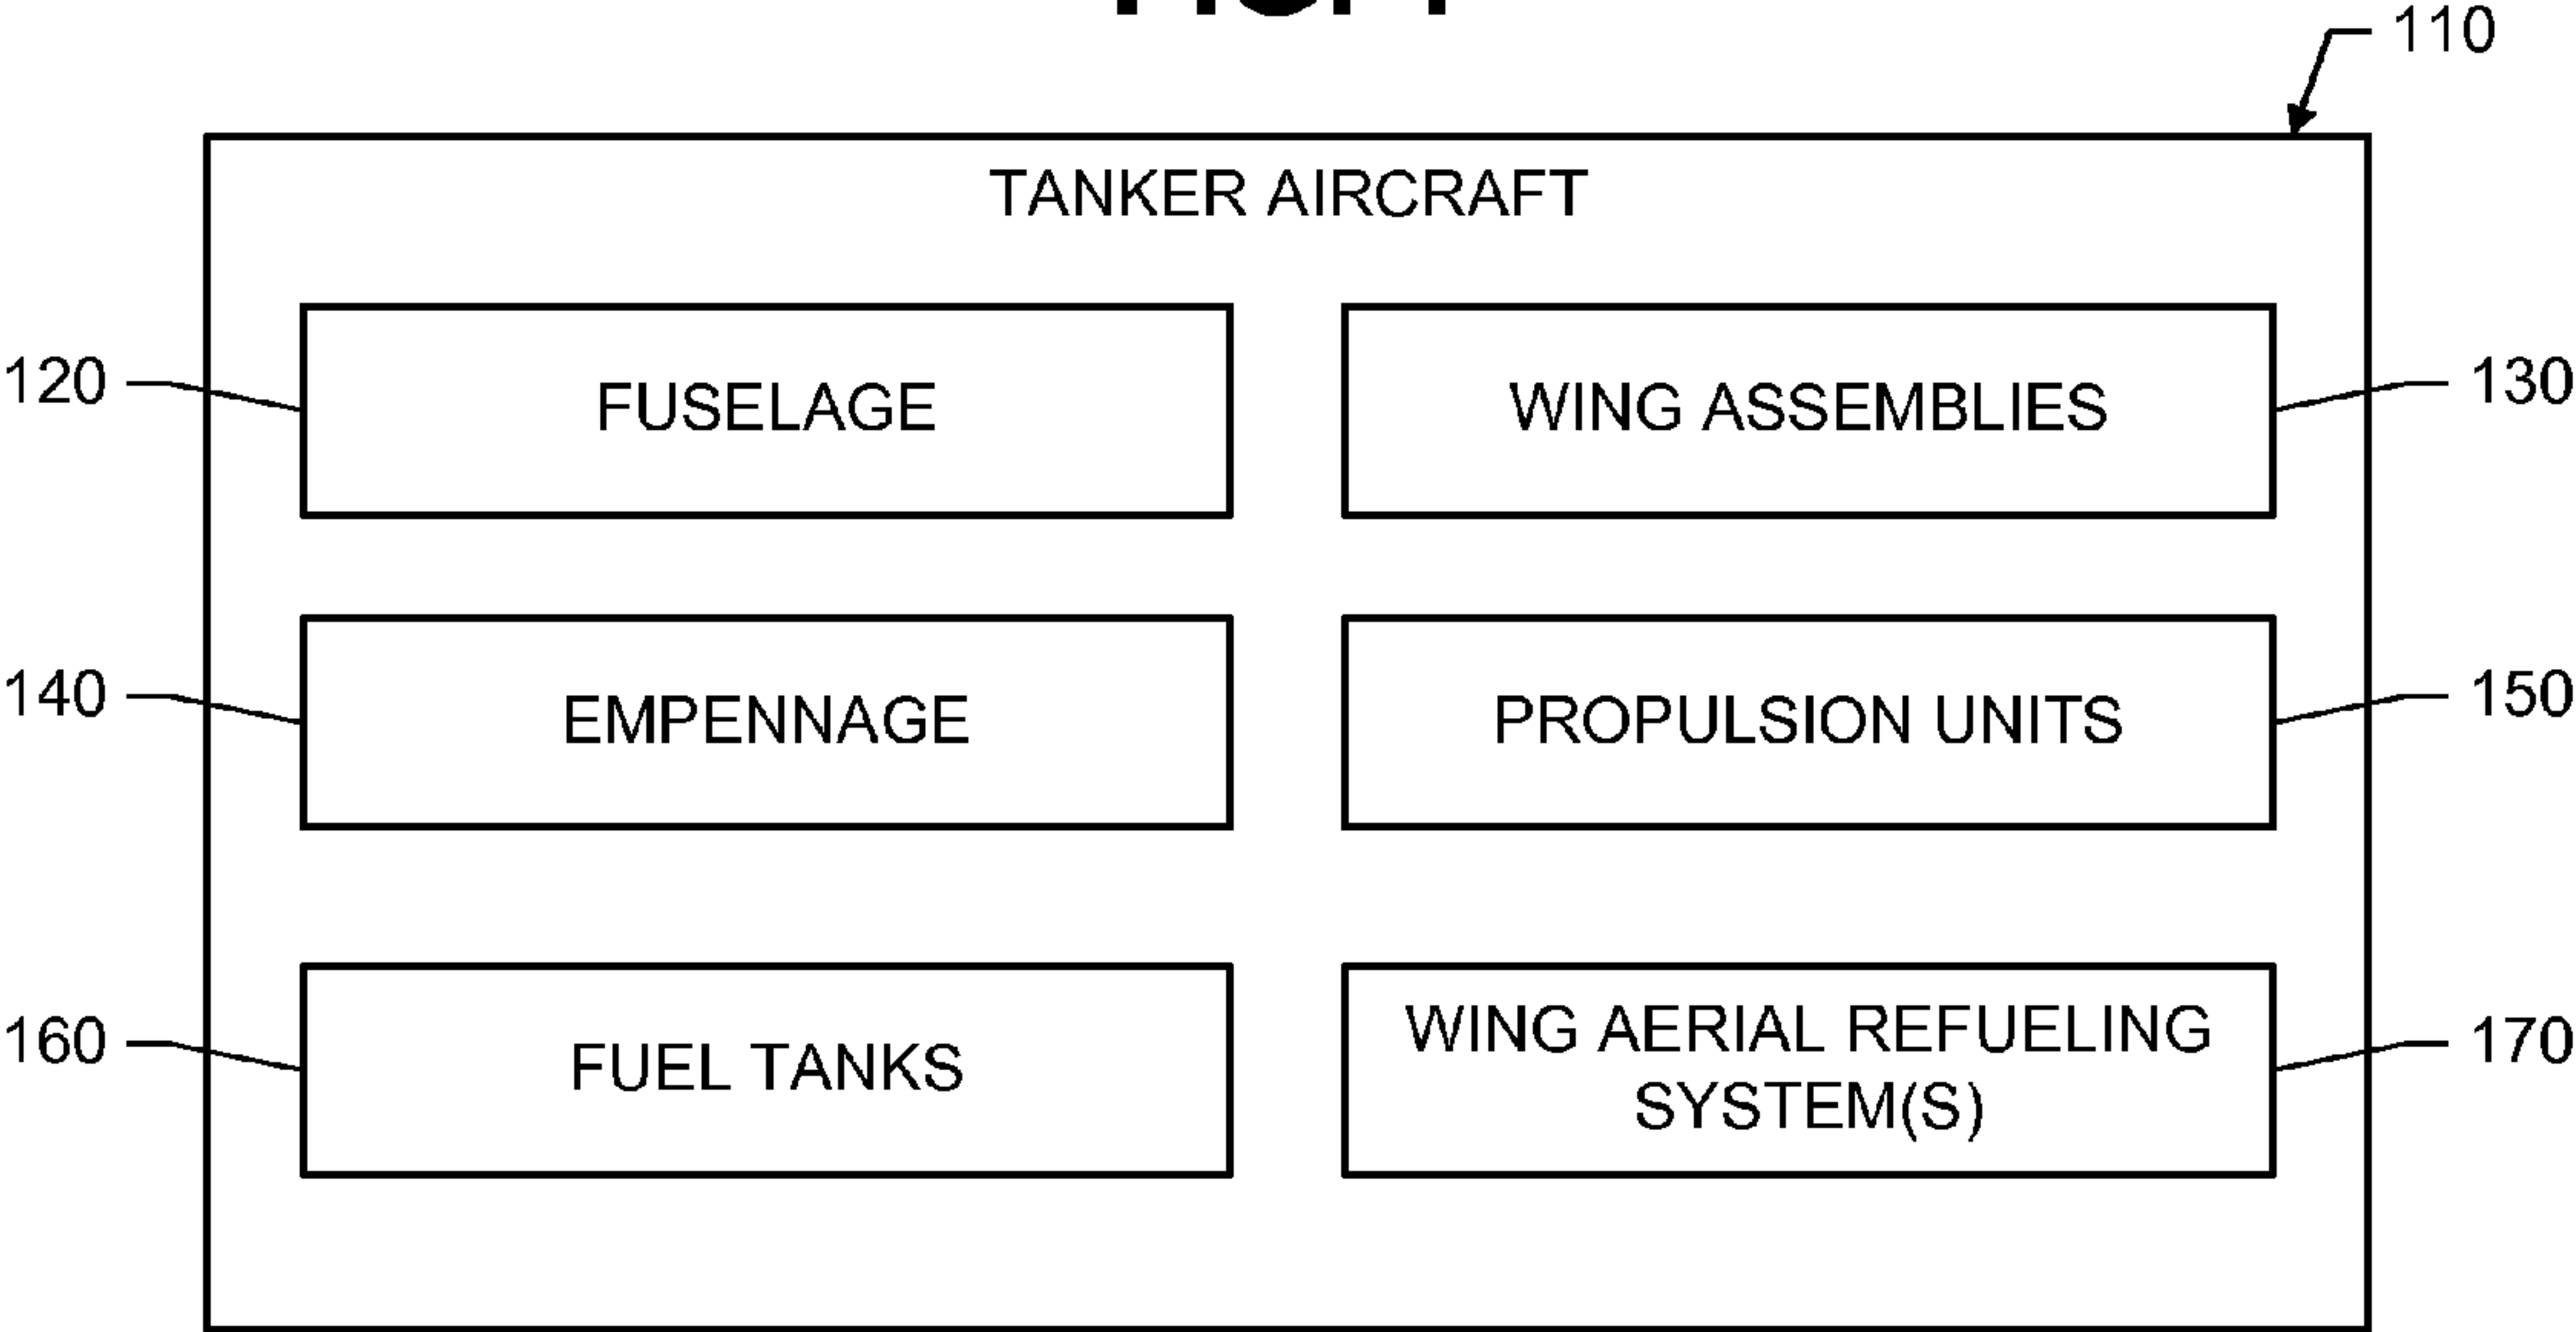 110
TANKER AIRCRAFT
120
FUSELAGE
WING ASSEMBLIES
130
140
EMPENNAGE
PROPULSION UNITS
150
160
FUEL TANKS
WING AERIAL REFUELING
SYSTEM(S)
170